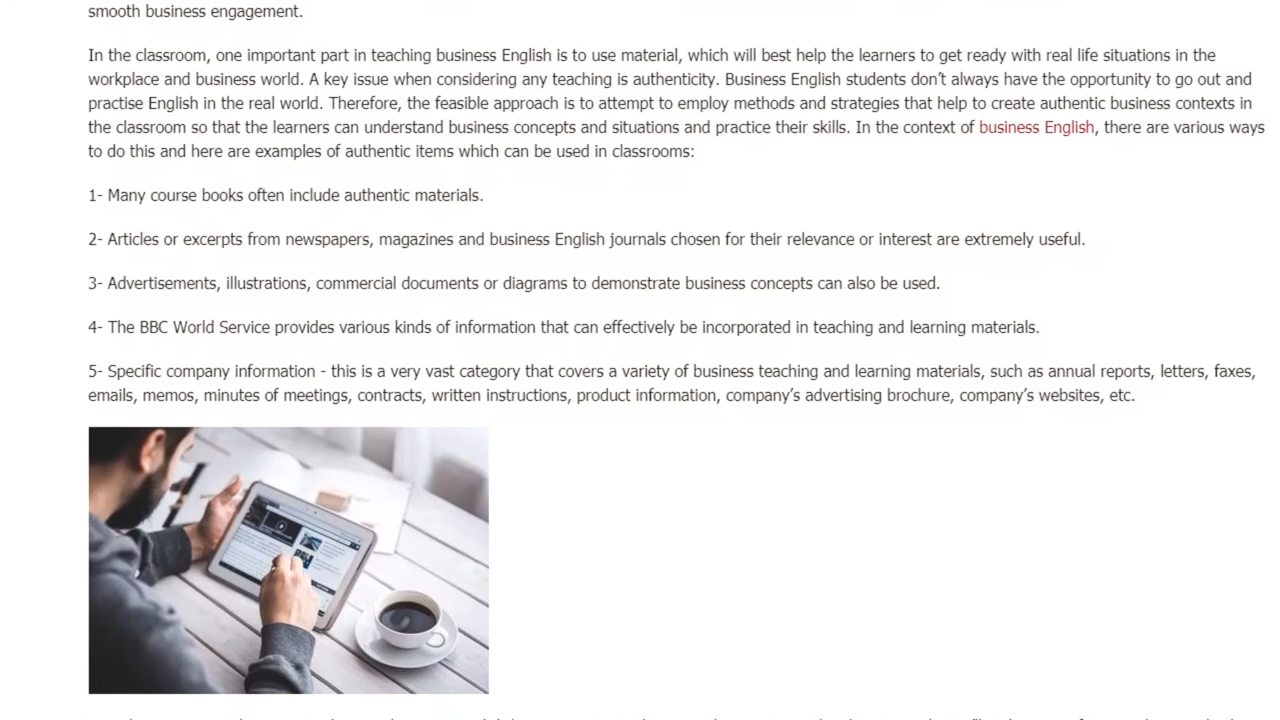 smooth business engagement.
In the classroom, one important part in teaching business English is to use material, which will best help the learners to get ready with real life situations in the
workplace and business world. A key issue when considering any teaching is authenticity. Business English students don't always have the opportunity to go out and
practise English in the real world. Therefore, the feasible approach is to attempt to employ methods and strategies that help to create authentic business contexts in
the classroom so that the learners can understand business concepts and situations and practice their skills. In the context of business English, there are various ways
to do this and here are examples of authentic items which can be used in classrooms:
1- Many course books often include authentic materials.
2- Articles or excerpts from newspapers, magazines and business English journals chosen for their relevance or interest are extremely useful.
3- Advertisements, illustrations, commercial documents or diagrams to demonstrate business concepts can also be used.
4- The BBC World Service provides various kinds of information that can effectively be incorporated in teaching and learning materials.
5- Specific company information - this is a very vast category that covers a variety of business teaching and learning materials, such as annual reports, letters, faxes,
emails, memos, minutes of meetings, contracts, written instructions, product information, company's advertising brochure, company's websites, etc.